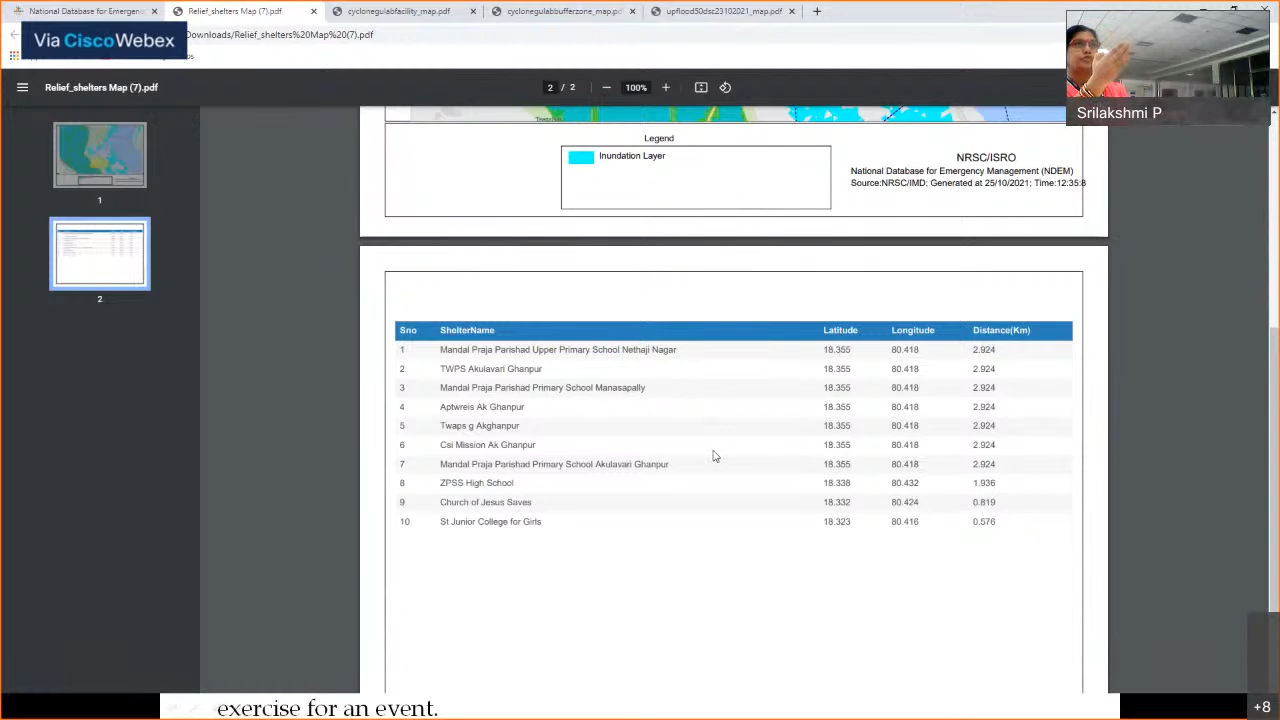 National Database for Emergenc
Relief_shelters Map (7).pdf
cyclonegulabfacility_map.pdf
cyclonegulabbufferzone_map.pd
upflood50dsc23102021_map.pdf
Via CiscoWebex
Downloads/Relief_shelters%20Map%20(7).pdf
Relief_shelters Map (7).pdf
2 / 2
100%
Srilakshmi P
1
2
Legend
Inundation Layer
NRSC/ISRO
National Database for Emergency Management (NDEM)
Source:NRSC/IMD; Generated at 25/10/2021; Time:12:35:8
Sno ShelterName Latitude Longitude Distance(Km)
1 Mandal Praja Parishad Upper Primary School Nethaji Nagar 18.355 80.418 2.924
2 TWPS Akulavari Ghanpur 18.355 80.418 2.924
3 Mandal Praja Parishad Primary School Manasapally 18.355 80.418 2.924
4 Aptwreis Ak Ghanpur 18.355 80.418 2.924
5 Twaps g Akghanpur 18.355 80.418 2.924
6 Csi Mission Ak Ghanpur 18.355 80.418 2.924
7 Mandal Praja Parishad Primary School Akulavari Ghanpur 18.355 80.418 2.924
8 ZPSS High School 18.338 80.432 1.936
9 Church of Jesus Saves 18.332 80.424 0.819
10 St Junior College for Girls 18.323 80.416 0.576
exercise for an event.
+8